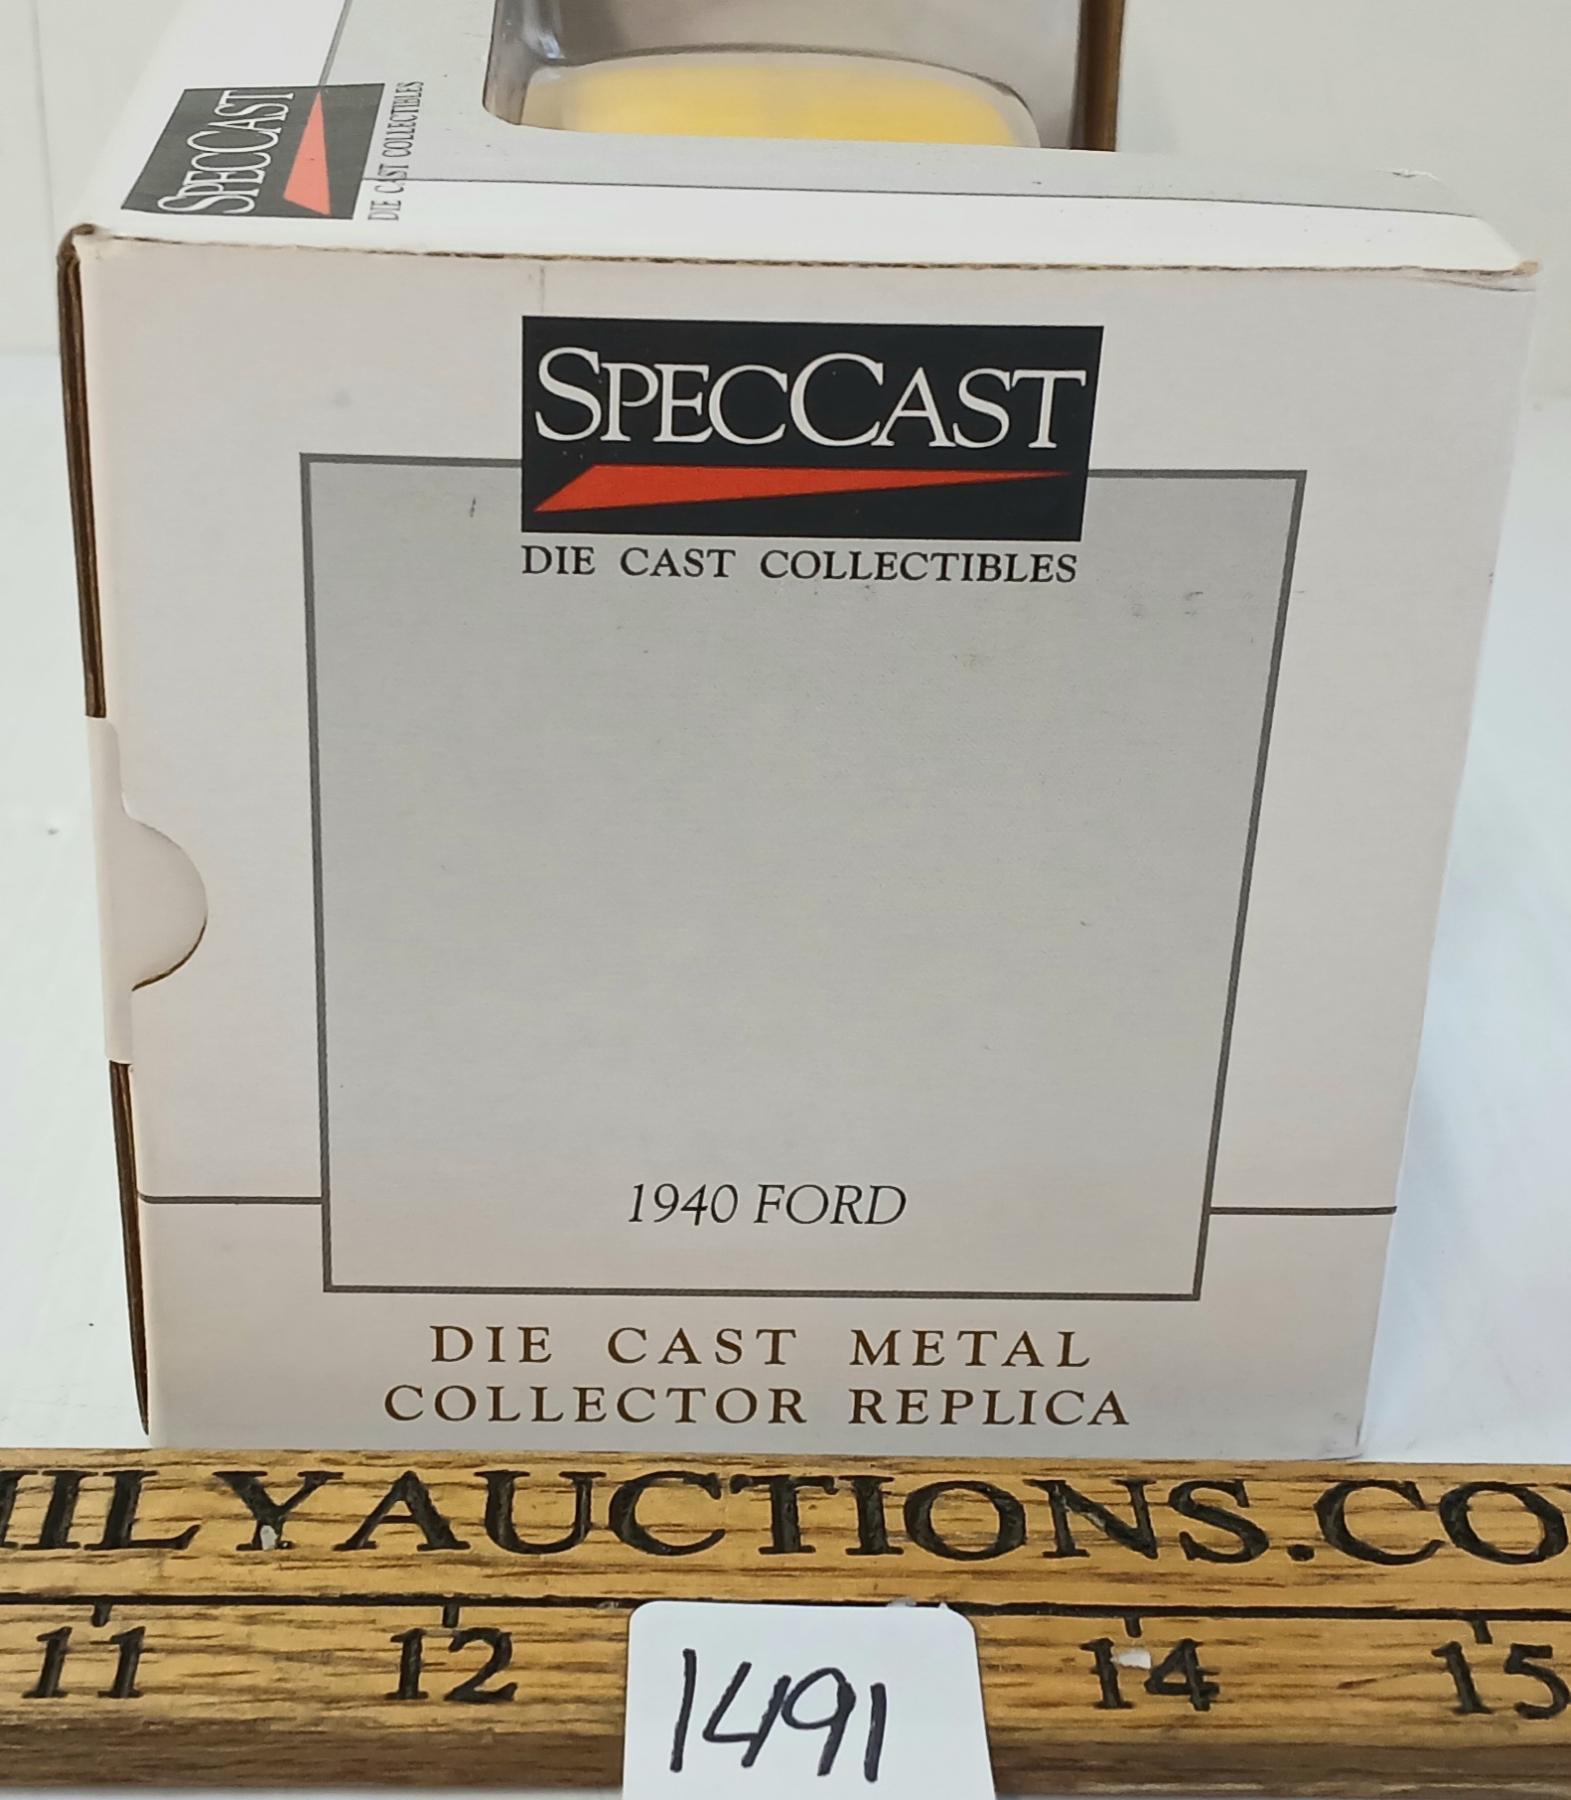 SPECCAST
DIE CAST COLLECTIBLES
SPECCAST
DIE CAST COLLECTIBLES
1940 FORD
DIE CAST METAL
COLLECTOR REPLICA
ILYAUCTIONS.CO
11 12 14 15
1491